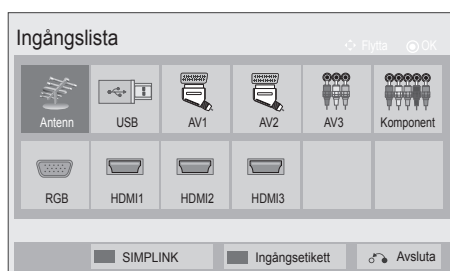 Ingångslista
Flytta OK
Antenn USB AV1 AV2 AV3 Komponent
RGB HDMI1 HDMI2 HDMI3
SIMPLINK Ingångsetikett Avsluta